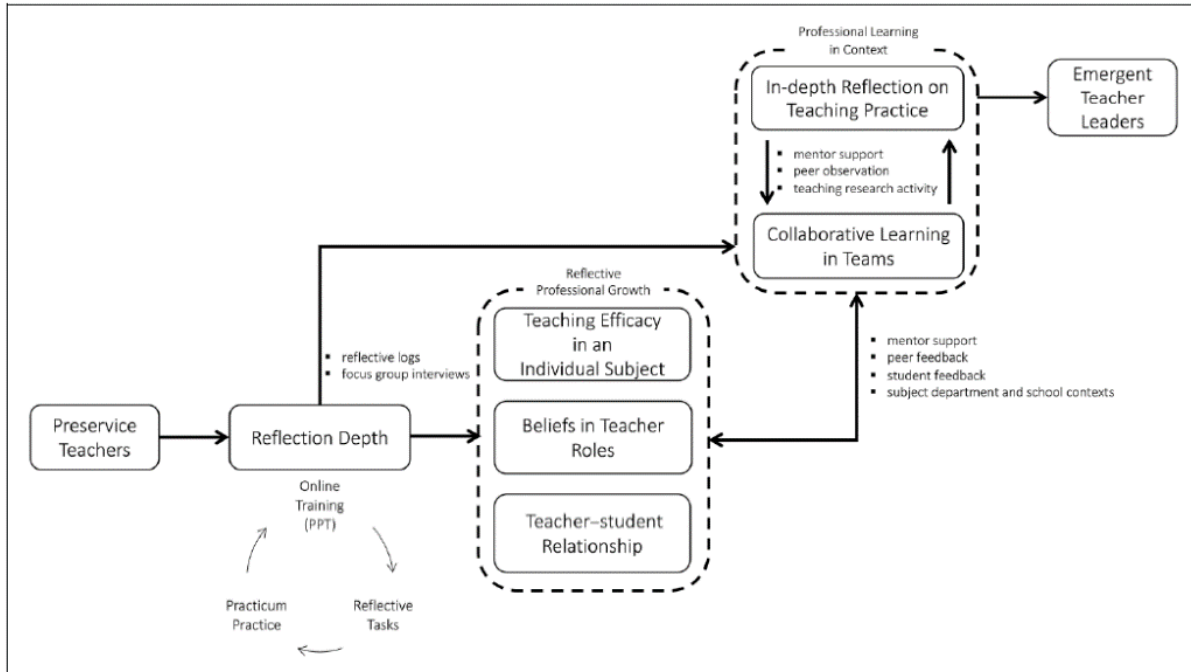 Professional Learning
in Context
In-depth Reflection on
Teaching Practice
Emergent
Teacher
Leaders
▪ mentor support
▪ peer observation
▪ teaching research activity
Collaborative Learning
in Teams
Reflective
Professional Growth
Teaching Efficacy
in an
Individual Subject
▪ reflective logs
▪ focus group interviews
▪ mentor support
▪ peer feedback
▪ student feedback
▪ subject department and school contexts
Preservice
Teachers
Reflection Depth
Beliefs in Teacher
Roles
Online
Training
(PPT)
Teacher–student
Relationship
Practicum
Practice
Reflective
Tasks